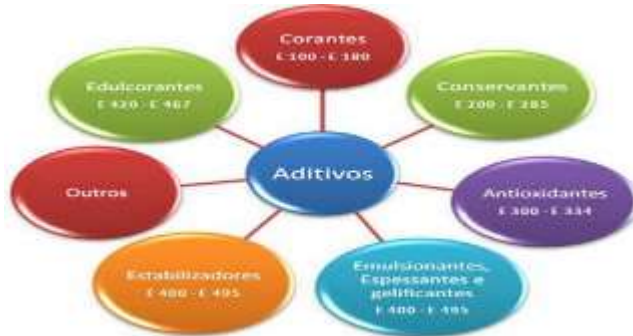 Corantes
E 100 - E 180
Edulcorantes
E 420 - E 467
Conservantes
E 200 - E 285
Aditivos
Outros
Antioxidantes
E 300 - E 334
Estabilizadores
E 400 - E 495
Emulsionantes,
Espessantes e
gelificantes
E 400 - E 495